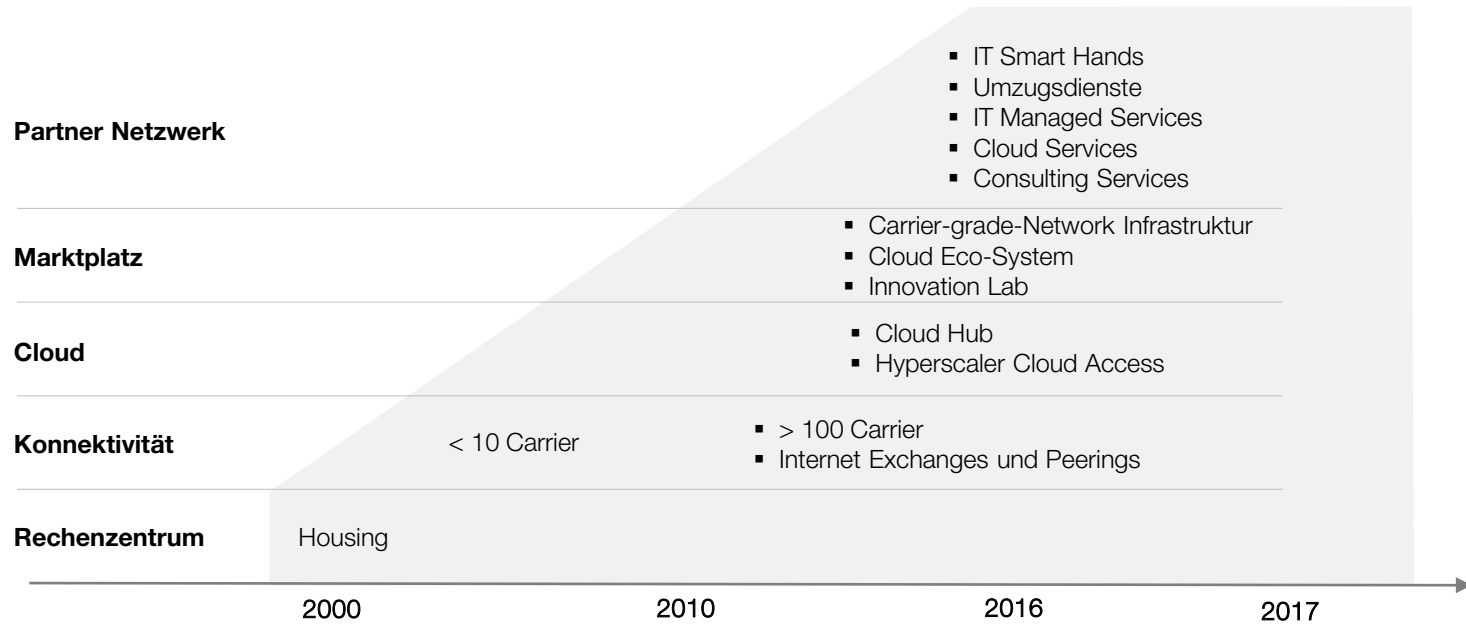 Partner Netzwerk
▪ IT Smart Hands
▪ Umzugsdienste
▪ IT Managed Services
▪ Cloud Services
▪ Consulting Services
Marktplatz
▪ Carrier-grade-Network Infrastruktur
▪ Cloud Eco-System
▪ Innovation Lab
Cloud
▪ Cloud Hub
▪ Hyperscaler Cloud Access
Konnektivität
< 10 Carrier
▪ > 100 Carrier
▪ Internet Exchanges und Peerings
Rechenzentrum
Housing
2000
2010
2016
2017